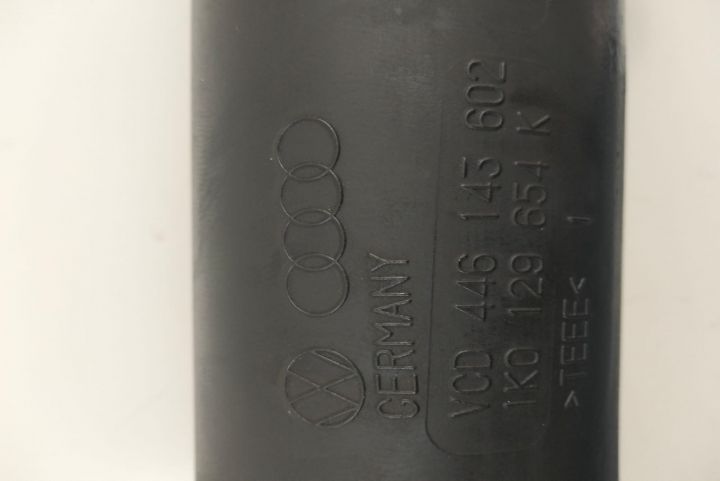 GERMANY
VCD 446 143 602
1K0 129 654 K
>TEEE< 1